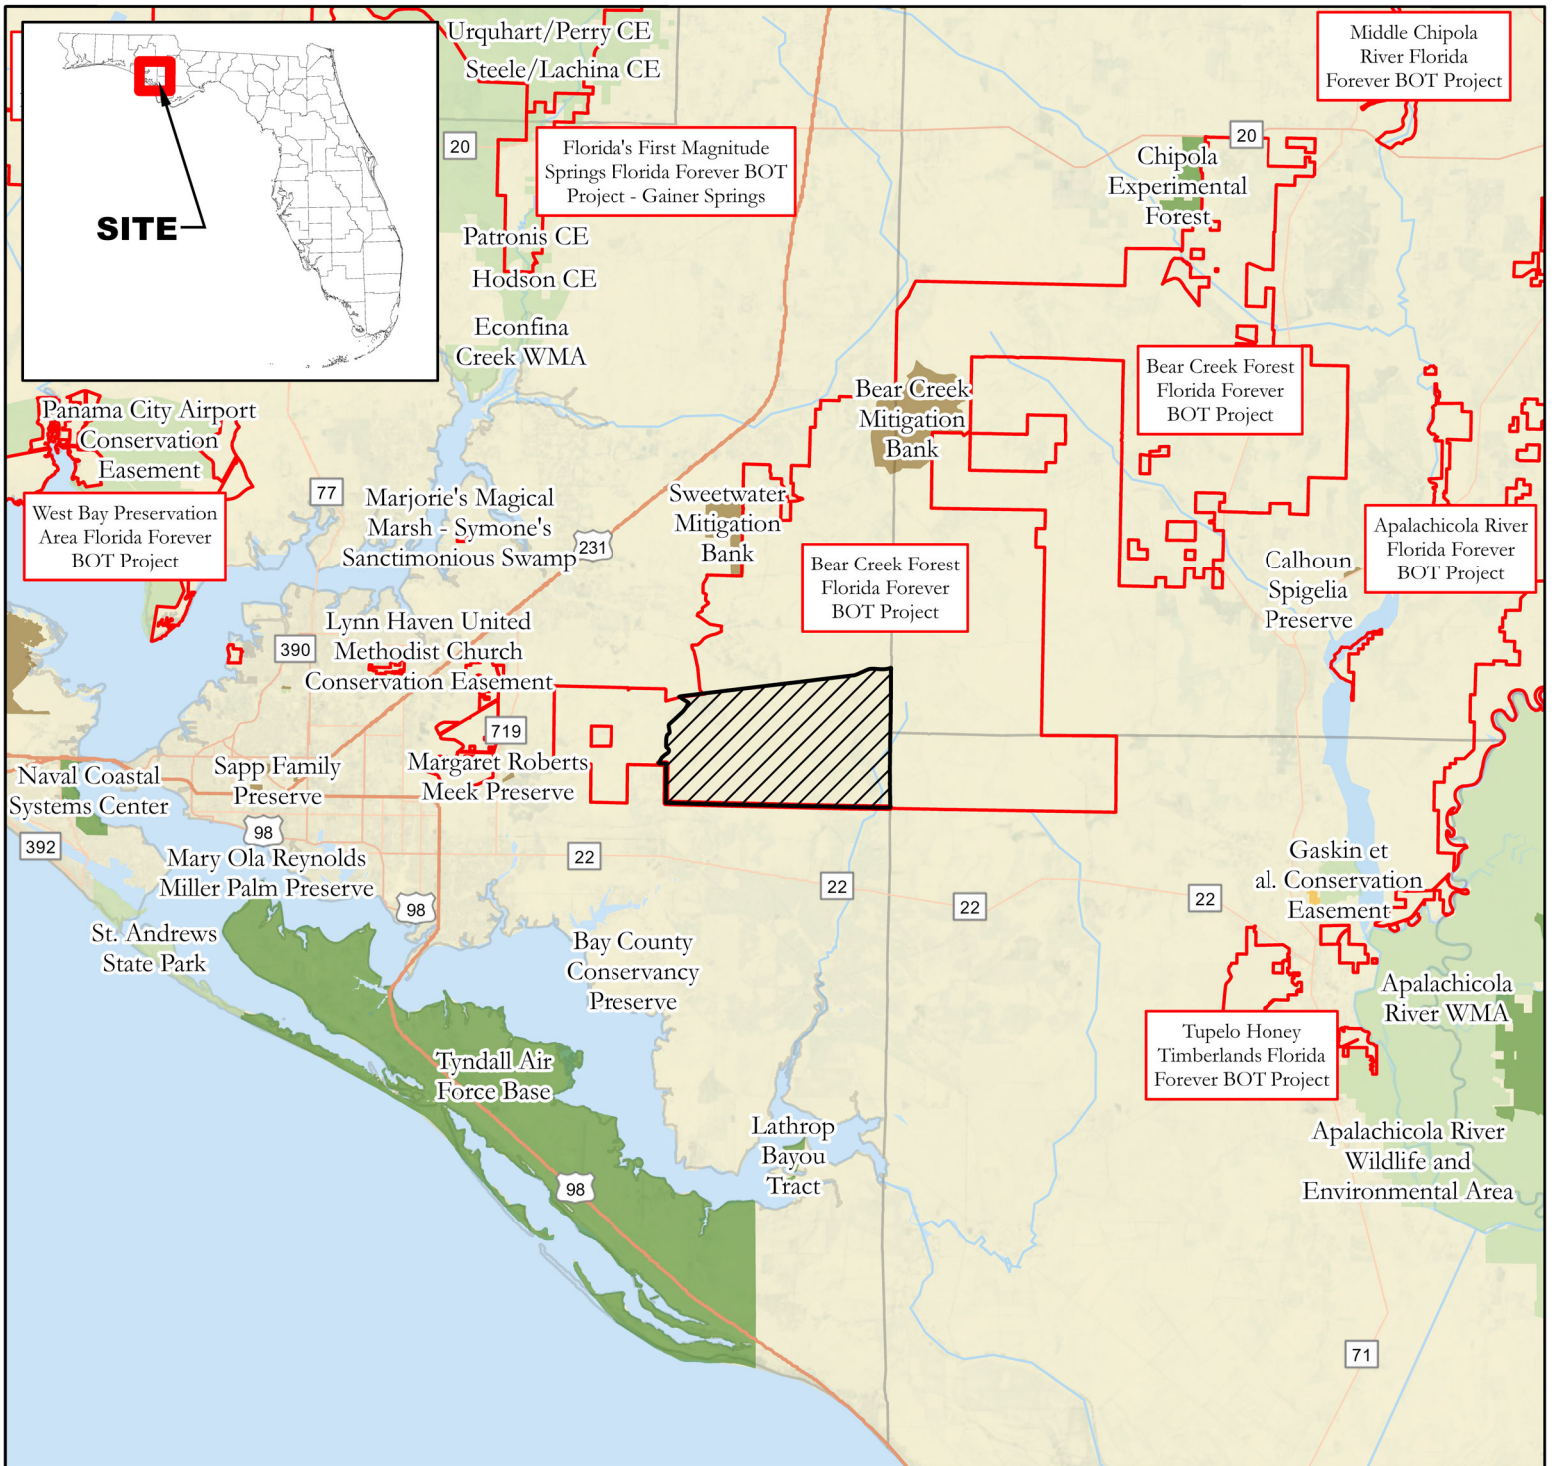 SITE
Urquhart/Perry CE
Steele/Lachina CE
20
Florida's First Magnitude
Springs Florida Forever BOT
Project - Gainer Springs
Patronis CE
Hodson CE
Econfina
Creek WMA
Middle Chipola
River Florida
Forever BOT Project
20
Chipola
Experimental
Forest
Bear Creek Forest
Florida Forever
BOT Project
Bear Creek
Mitigation
Bank
Panama City Airport
Conservation
Easement
West Bay Preservation
Area Florida Forever
BOT Project
77
Marjorie's Magical
Marsh - Symone's
Sanctimonious Swamp
231
Sweetwater
Mitigation
Bank
Bear Creek Forest
Florida Forever
BOT Project
Apalachicola River
Florida Forever
BOT Project
Calhoun
Spigelia
Preserve
390
Lynn Haven United
Methodist Church
Conservation Easement
719
Margaret Roberts
Meek Preserve
Sapp Family
Preserve
Naval Coastal
Systems Center
98
392
Mary Ola Reynolds
Miller Palm Preserve
98
22
22
22
22
Gaskin et
al. Conservation
Easement
St. Andrews
State Park
Bay County
Conservancy
Preserve
Apalachicola
River WMA
Tupelo Honey
Timberlands Florida
Forever BOT Project
Tyndall Air
Force Base
Lathrop
Bayou
Tract
Apalachicola River
Wildlife and
Environmental Area
98
71